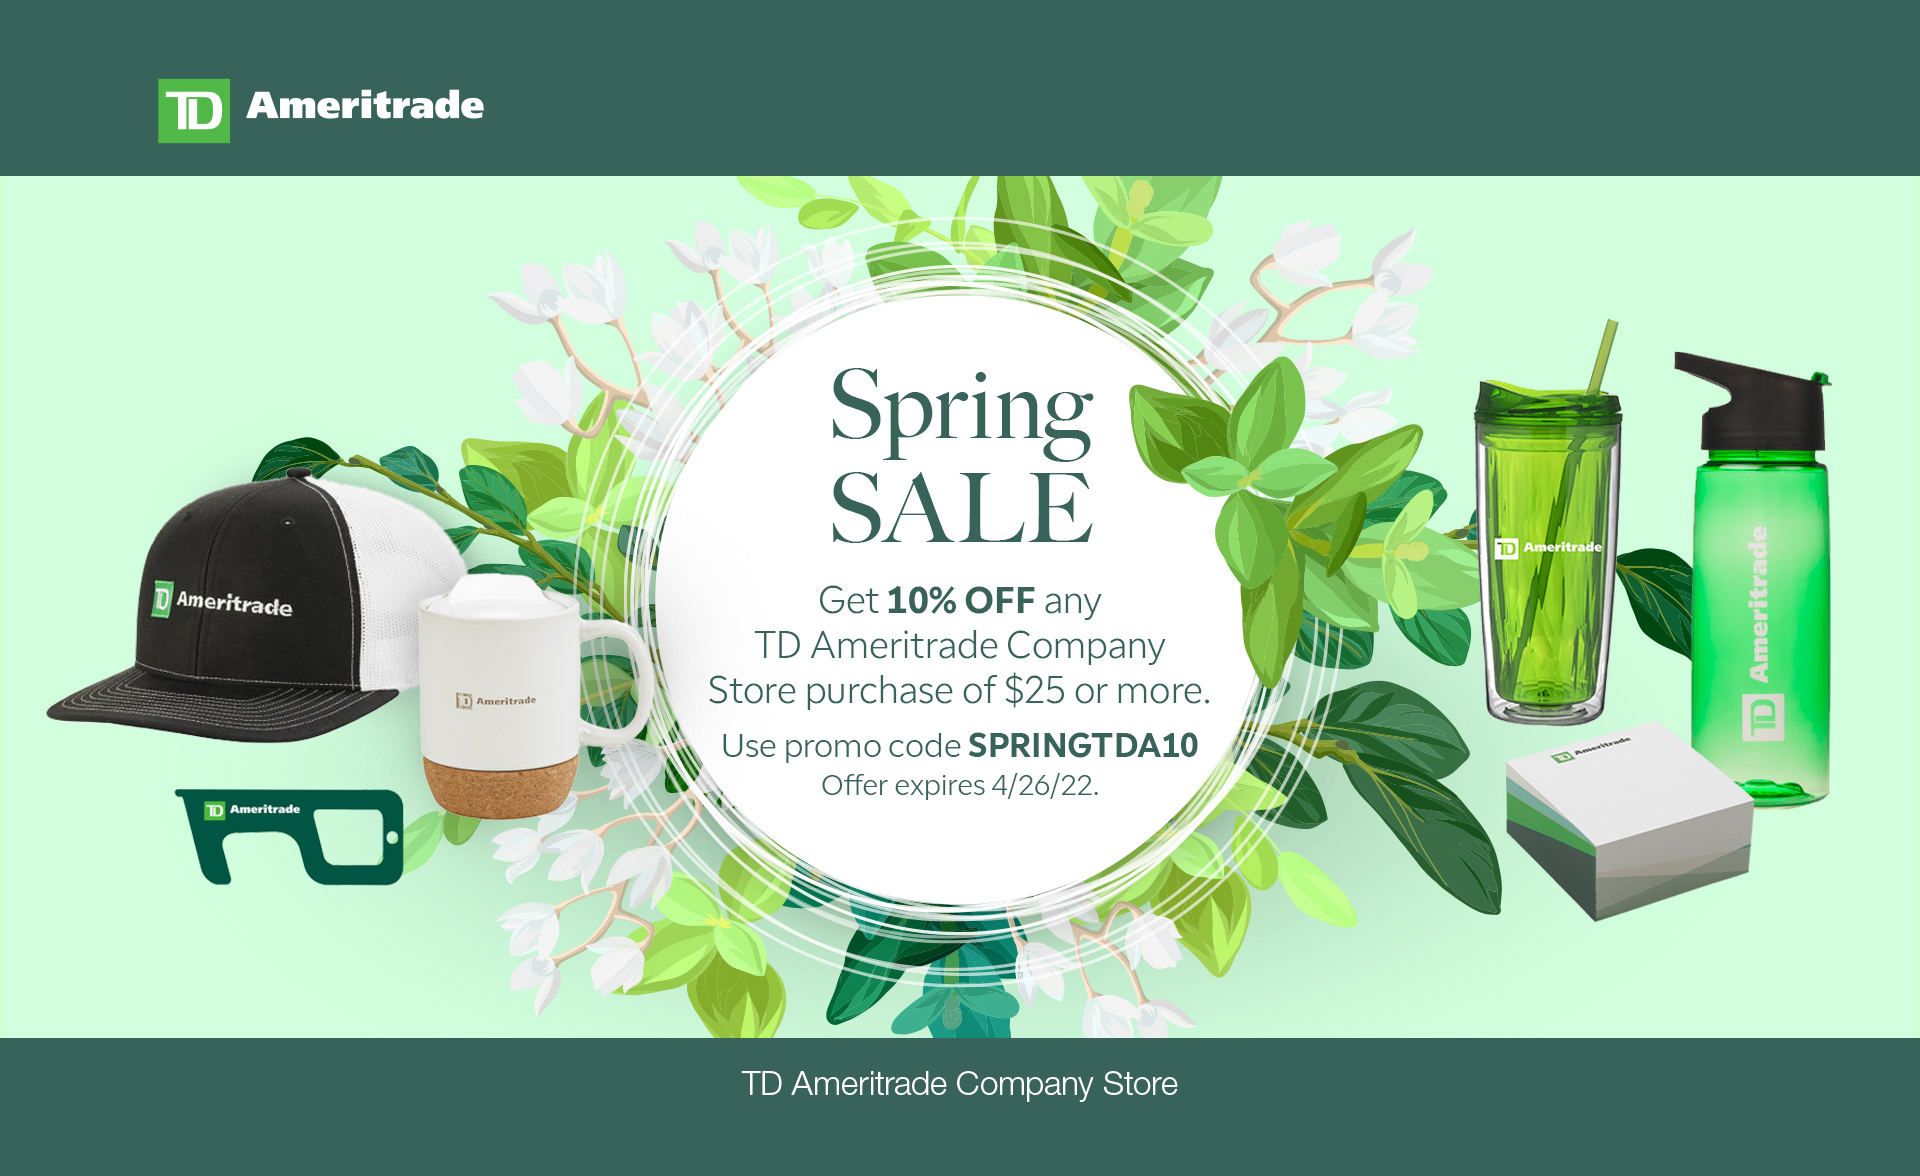 TD Ameritrade
Spring
SALE
Get 10% OFF any
TD Ameritrade Company
Store purchase of $25 or more.
Use promo code SPRINGTDA10
Offer expires 4/26/22.
TD Ameritrade
TD Ameritrade
TD Ameritrade
TD Ameritrade
TD Ameritrade
TD Ameritrade
TD Ameritrade Company Store